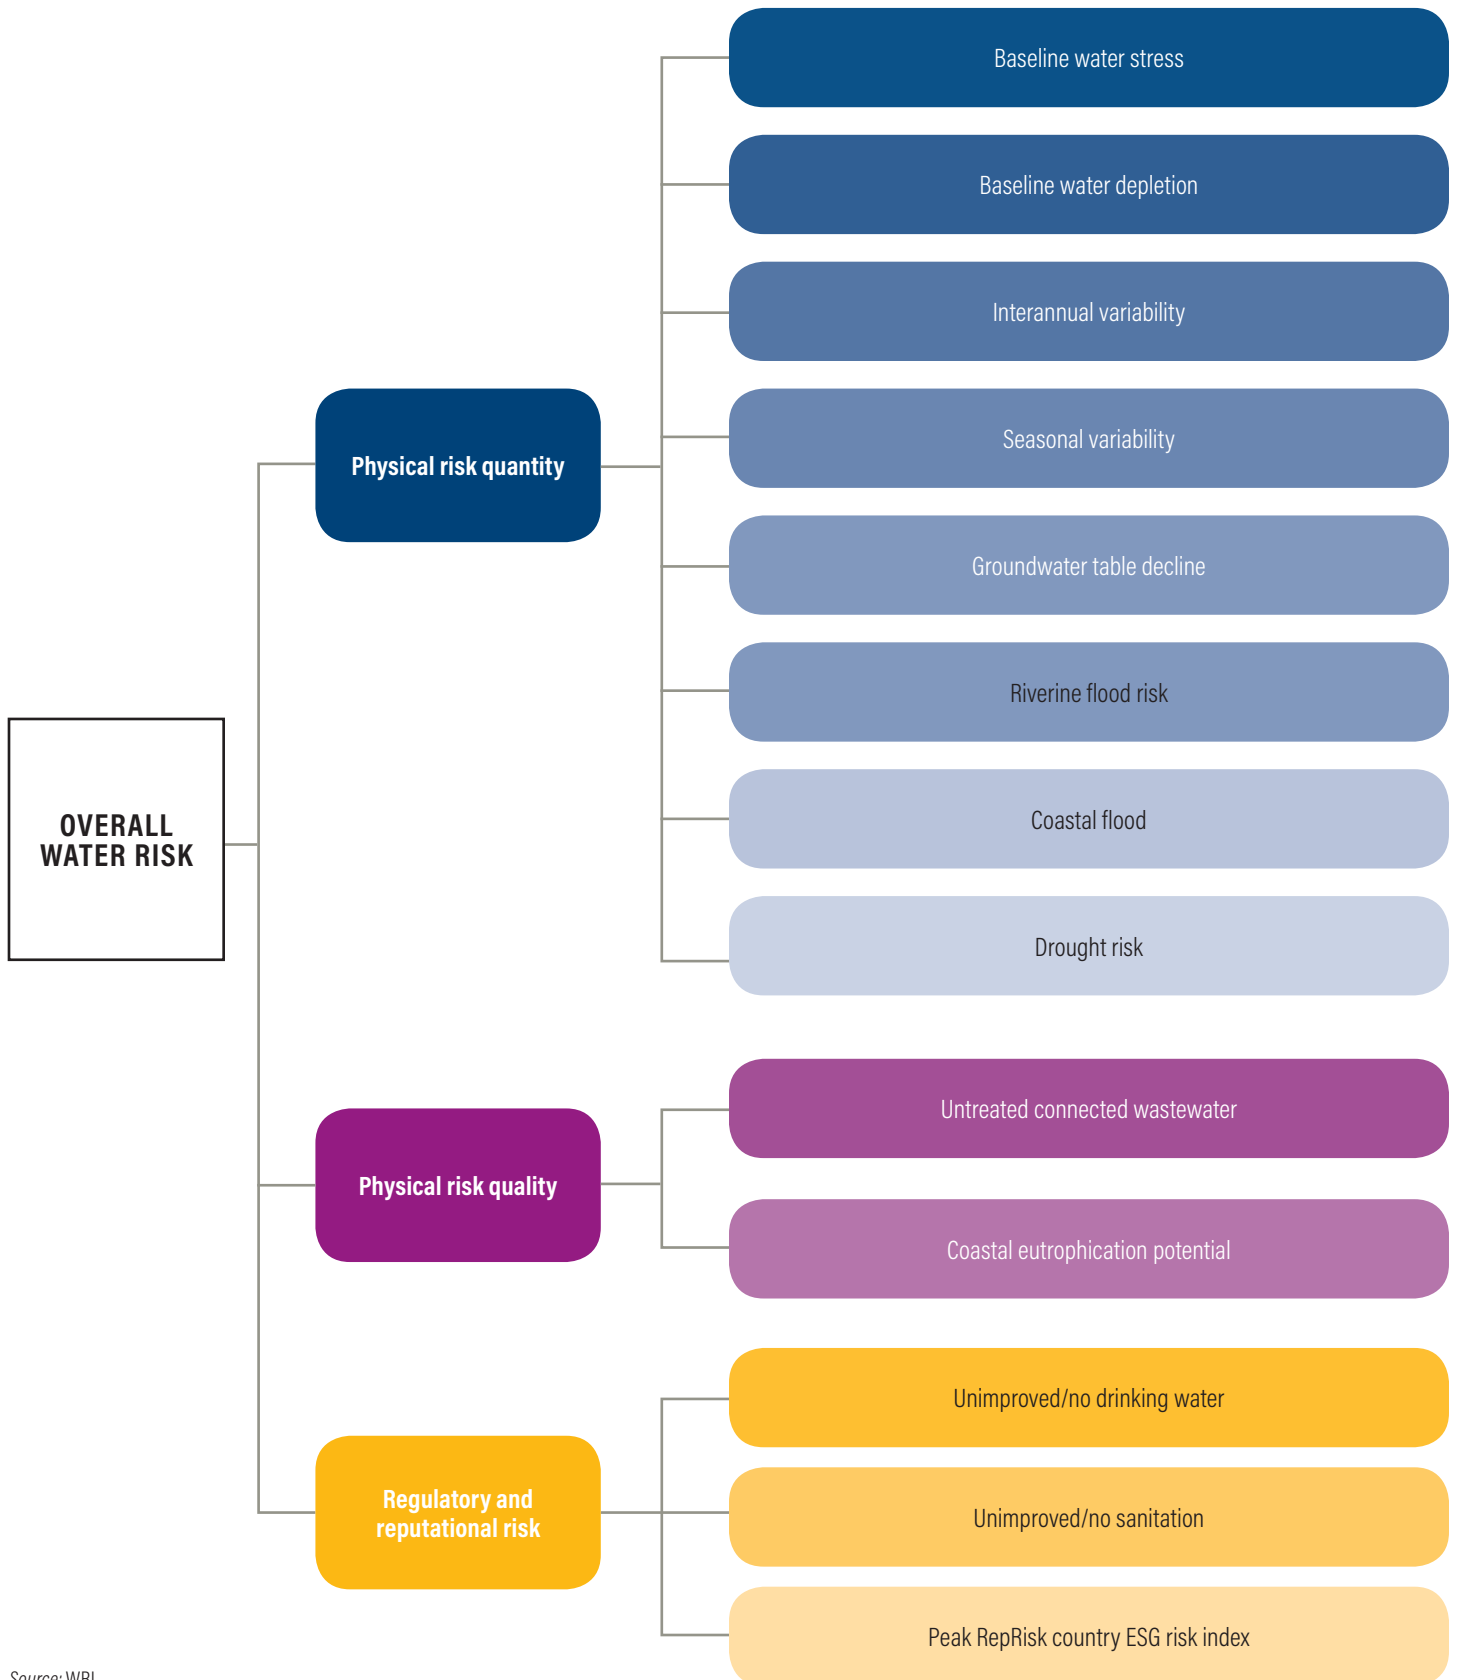 OVERALL
WATER RISK
Physical risk quantity
Baseline water stress
Baseline water depletion
Interannual variability
Seasonal variability
Groundwater table decline
Riverine flood risk
Coastal flood
Drought risk
Physical risk quality
Untreated connected wastewater
Coastal eutrophication potential
Regulatory and
reputational risk
Unimproved/no drinking water
Unimproved/no sanitation
Peak RepRisk country ESG risk index
Source: WRI